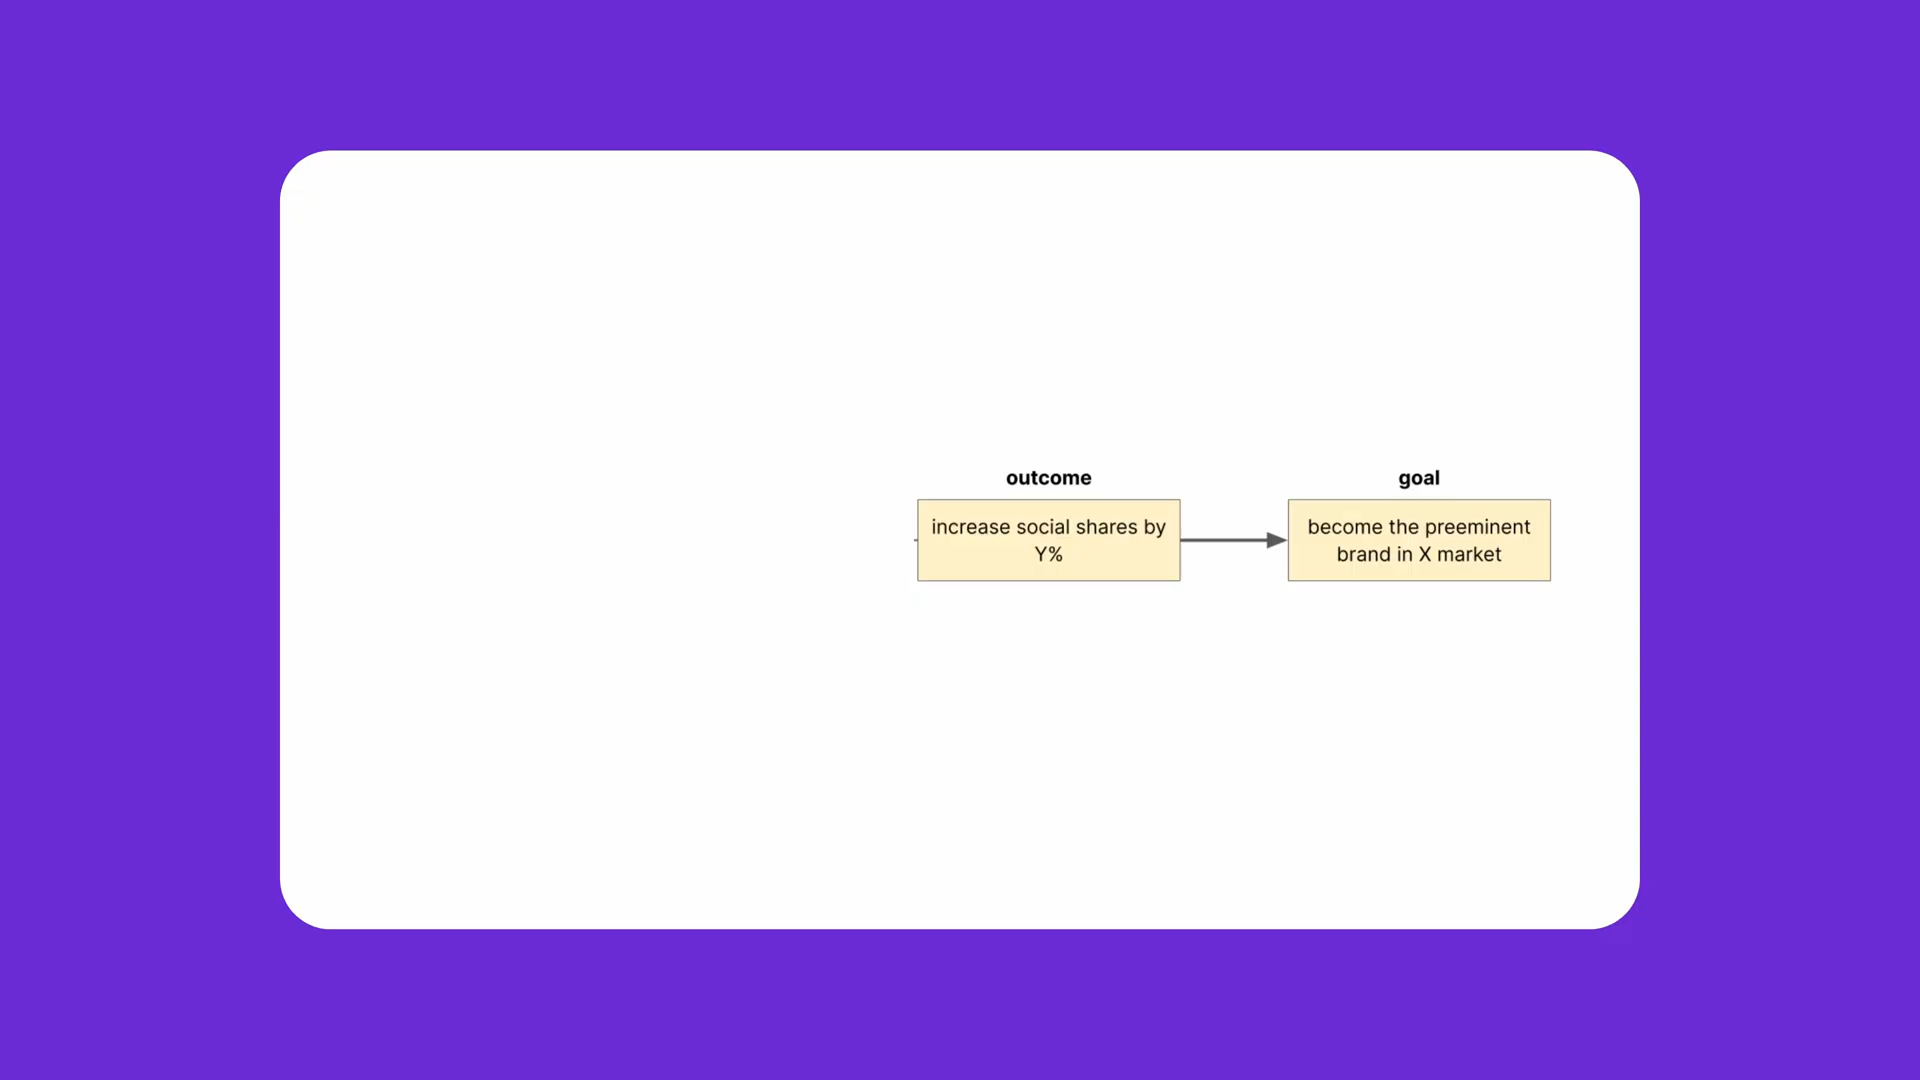 outcome
increase social shares by
Y%
goal
become the preeminent
brand in X market